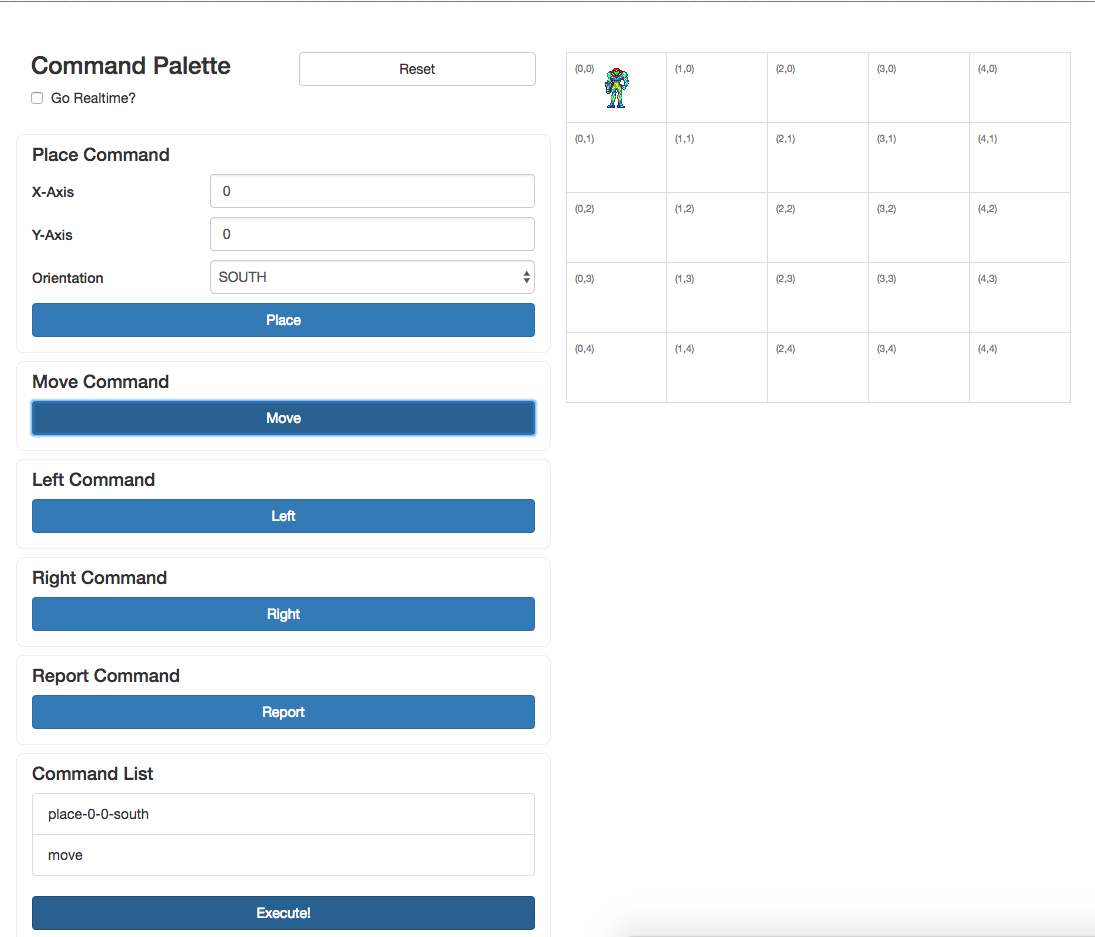 Command Palette
Reset
Go Realtime?
Place Command
X-Axis
0
Y-Axis
0
Orientation
SOUTH
Place
Move Command
Move
Left Command
Left
Right Command
Right
Report Command
Report
Command List
place-0-0-south
move
Execute!
(0,0) (1,0) (2,0) (3,0) (4,0)
(0,1) (1,1) (2,1) (3,1) (4,1)
(0,2) (1,2) (2,2) (3,2) (4,2)
(0,3) (1,3) (2,3) (3,3) (4,3)
(0,4) (1,4) (2,4) (3,4) (4,4)